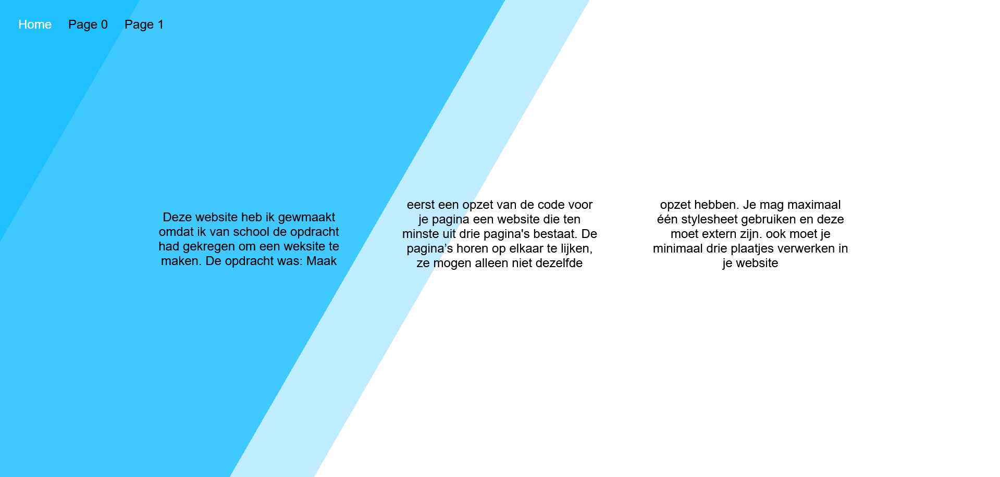 Home Page 0 Page 1
Deze website heb ik gewmaakt
omdat ik van school de opdracht
had gekregen om een weksite te
maken. De opdracht was: Maak
eerst een opzet van de code voor
je pagina een website die ten
minste uit drie pagina's bestaat. De
pagina’s horen op elkaar te lijken,
ze mogen alleen niet dezelfde
opzet hebben. Je mag maximaal
één stylesheet gebruiken en deze
moet extern zijn. ook moet je
minimaal drie plaatjes verwerken in
je website